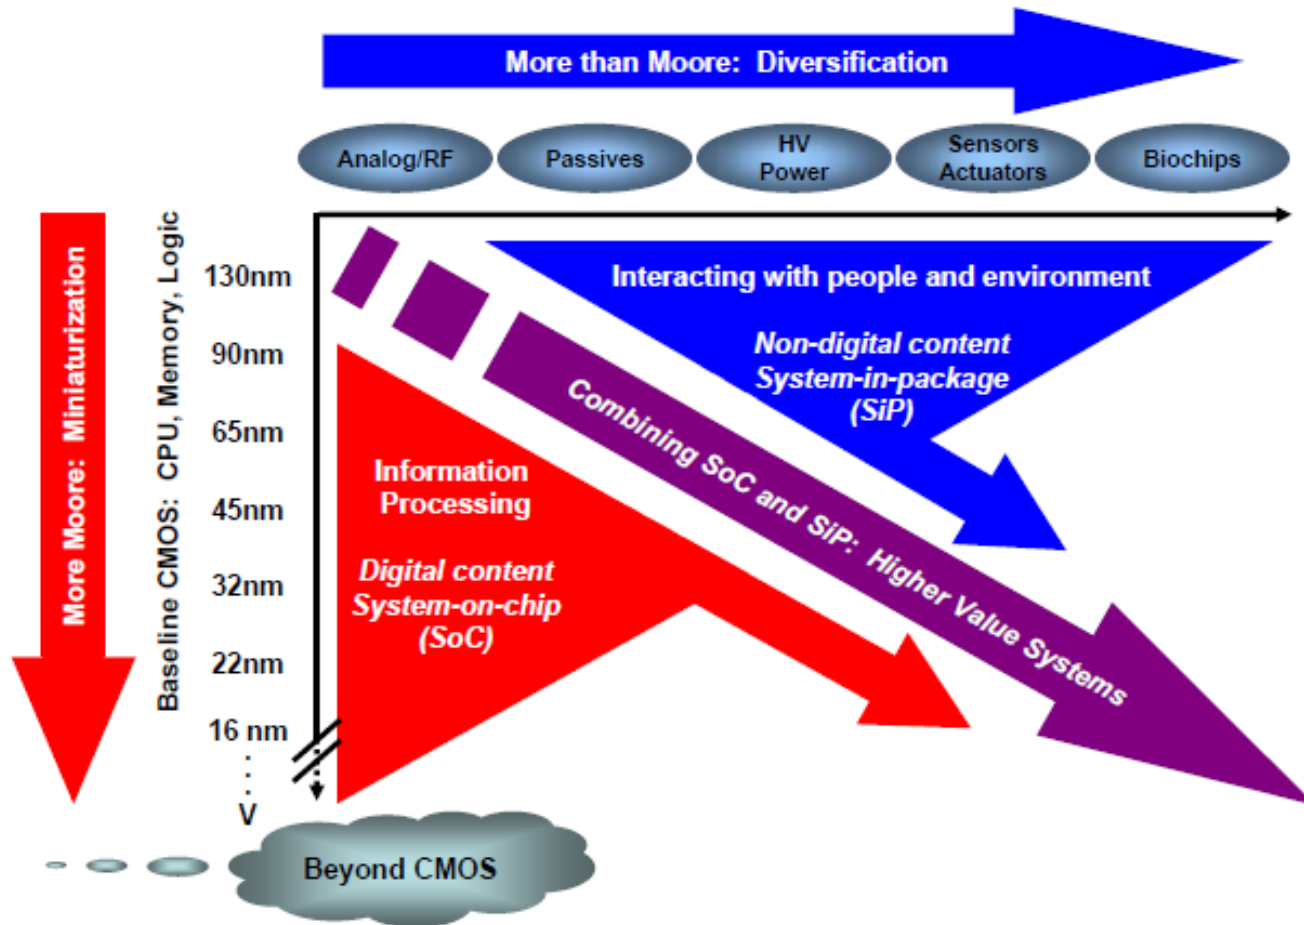 More than Moore: Diversification
Analog/RF
Passives
HV
Power
Sensors
Actuators
Biochips
More Moore: Miniaturization
Baseline CMOS: CPU, Memory, Logic
130nm
90nm
65nm
45nm
32nm
22nm
16 nm
V
Interacting with people and environment
Non-digital content
System-in-package
(SiP)
Combining SoC and SiP: Higher Value Systems
Information
Processing
Digital content
System-on-chip
(SoC)
Beyond CMOS